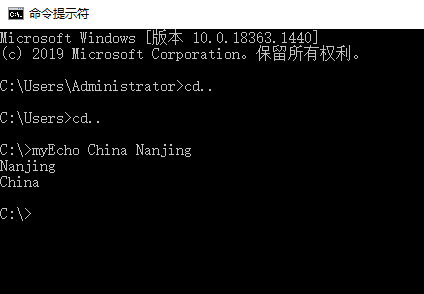 命令提示符
Microsoft Windows [版本 10.0.18363.1440]
(c) 2019 Microsoft Corporation。保留所有权利。
C:\Users\Administrator>cd..
C:\Users>cd..
C:\>myEcho China Nanjing
Nanjing
China
C:\>